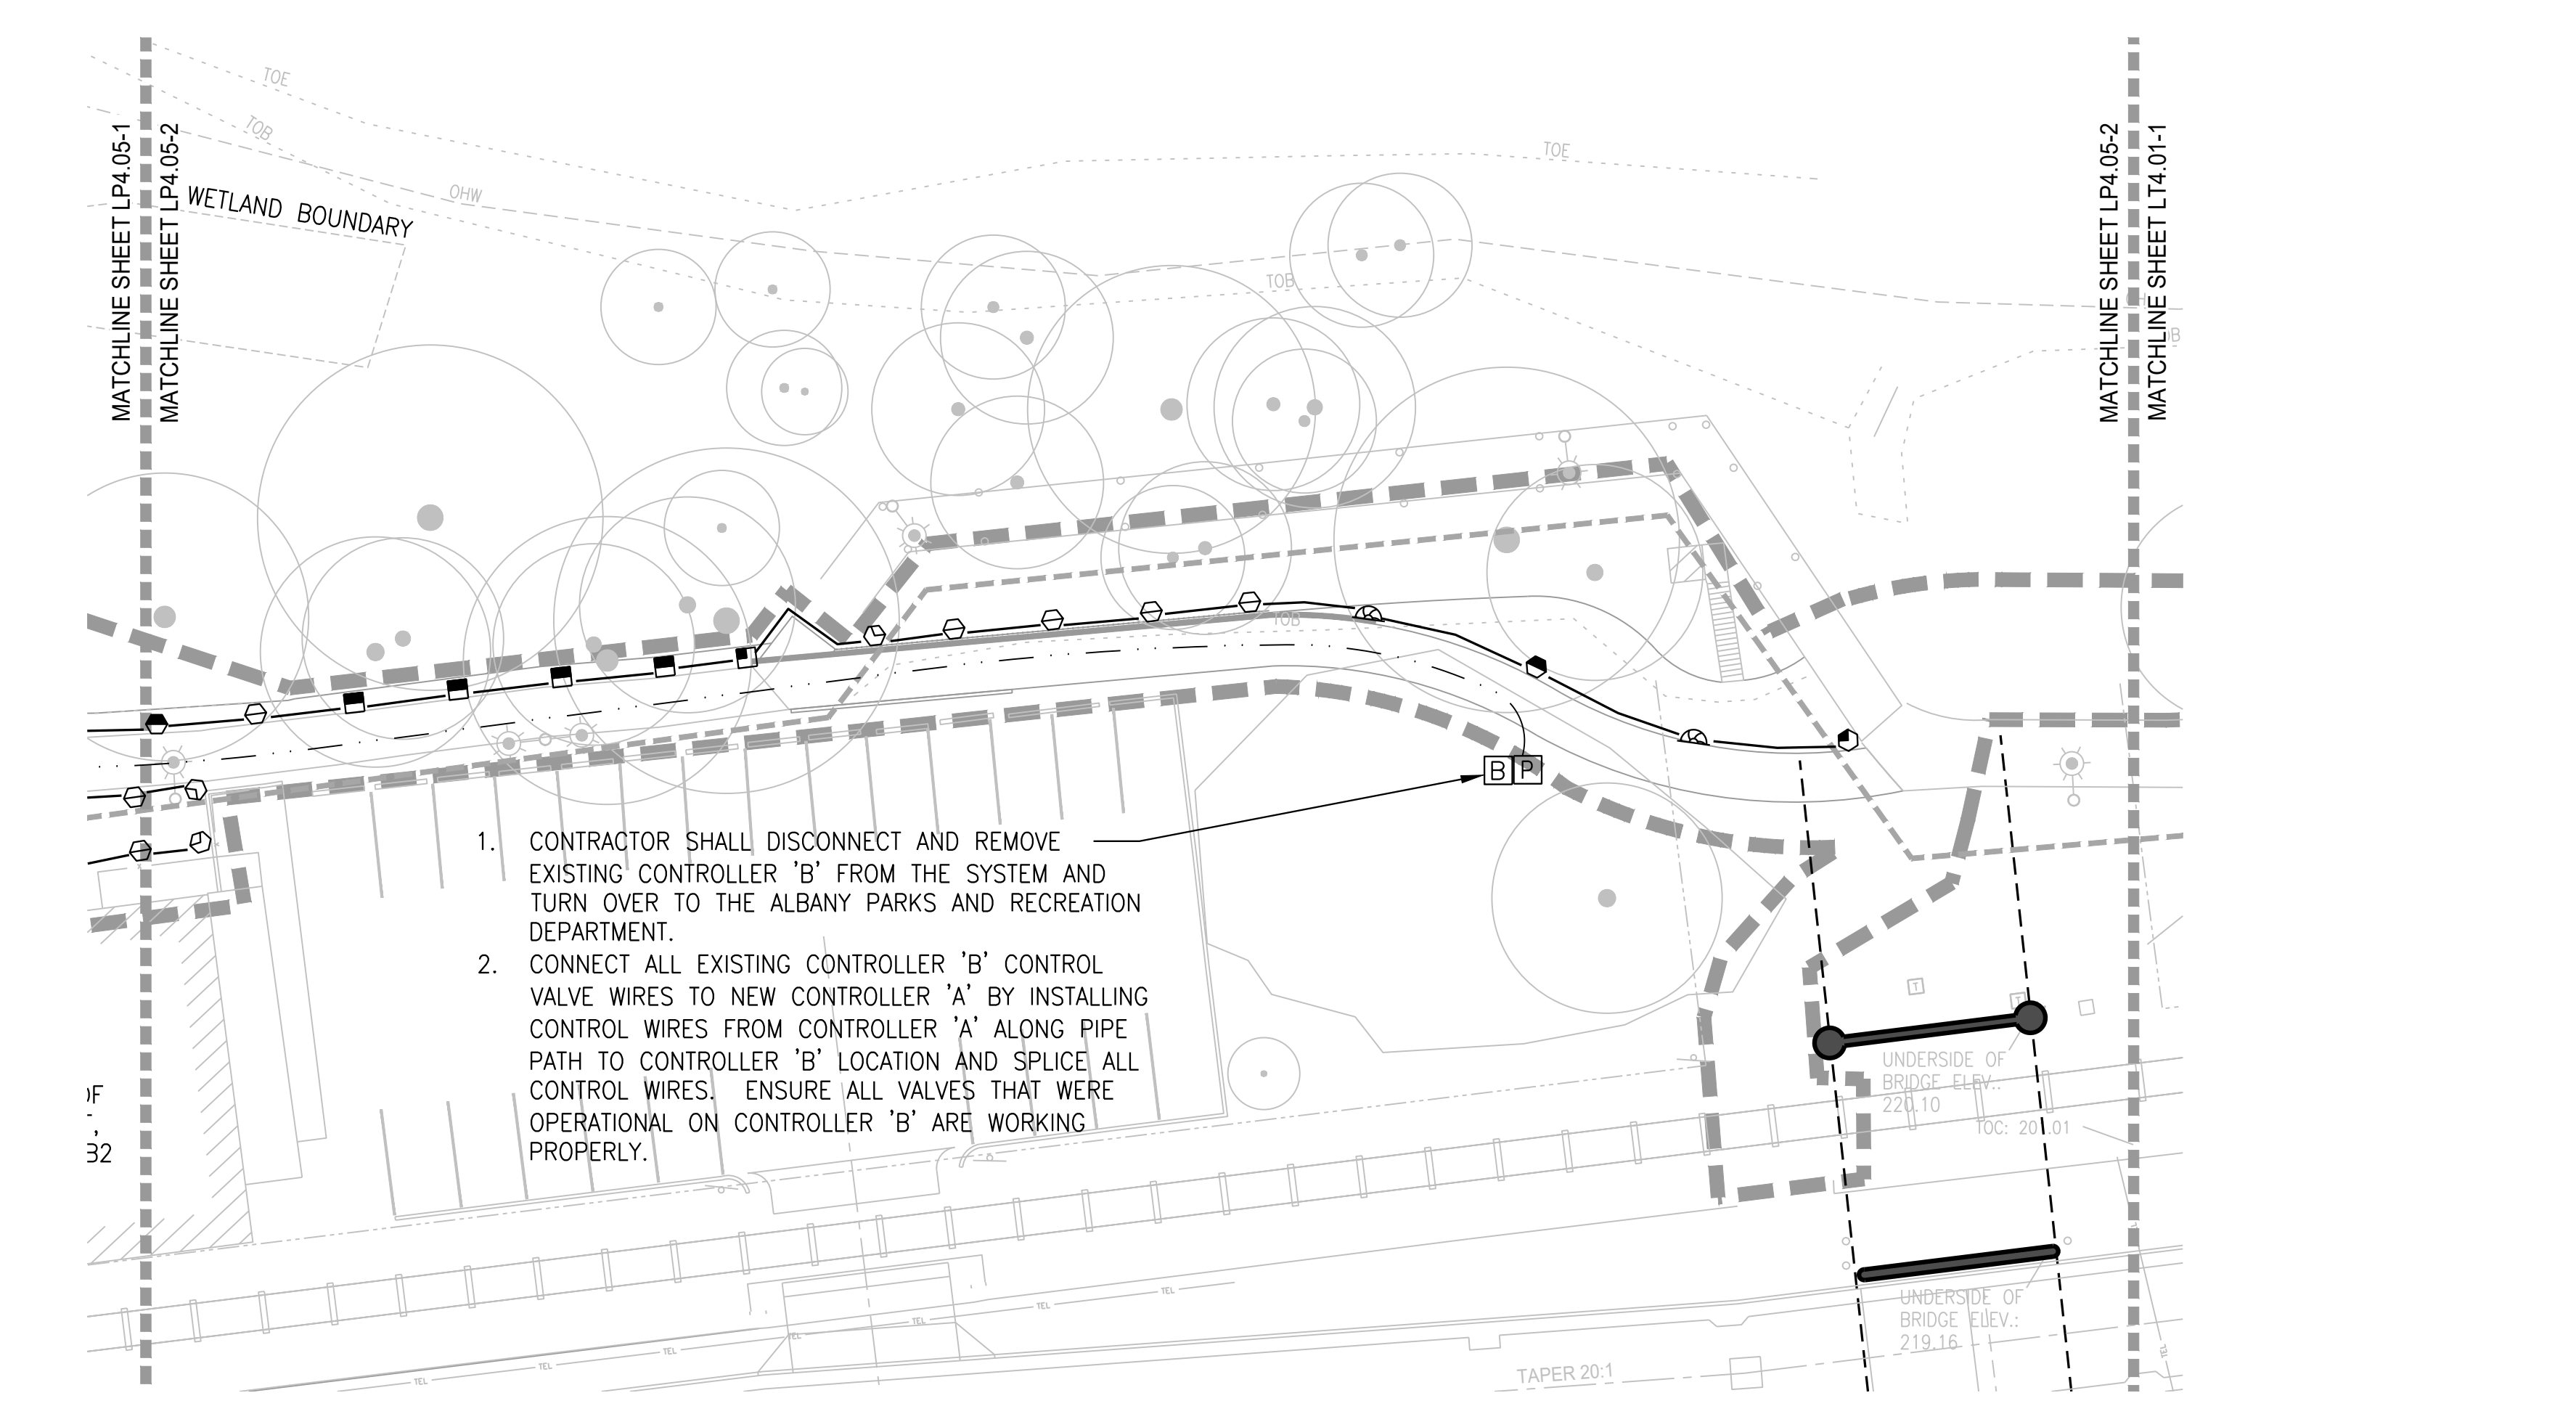 TOE
TOB
OHW
WETLAND BOUNDARY
MATCHLINE SHEET LP4.05-1
MATCHLINE SHEET LP4.05-2
TOE
TOB
MATCHLINE SHEET LP4.05-2
MATCHLINE SHEET LT4.01-1
TOB
B P
1. CONTRACTOR SHALL DISCONNECT AND REMOVE
EXISTING CONTROLLER 'B' FROM THE SYSTEM AND
TURN OVER TO THE ALBANY PARKS AND RECREATION
DEPARTMENT.
2. CONNECT ALL EXISTING CONTROLLER 'B' CONTROL
VALVE WIRES TO NEW CONTROLLER 'A' BY INSTALLING
CONTROL WIRES FROM CONTROLLER 'A' ALONG PIPE
PATH TO CONTROLLER 'B' LOCATION AND SPLICE ALL
CONTROL WIRES. ENSURE ALL VALVES THAT WERE
OPERATIONAL ON CONTROLLER 'B' ARE WORKING
PROPERLY.
T
T
UNDERSIDE OF
BRIDGE ELEV.:
220.10
UNDERSIDE OF
BRIDGE ELEV.:
219.16
TEL
TEL
TEL
TEL
TEL
TEL
TEL
TEL
TAPER 20:1